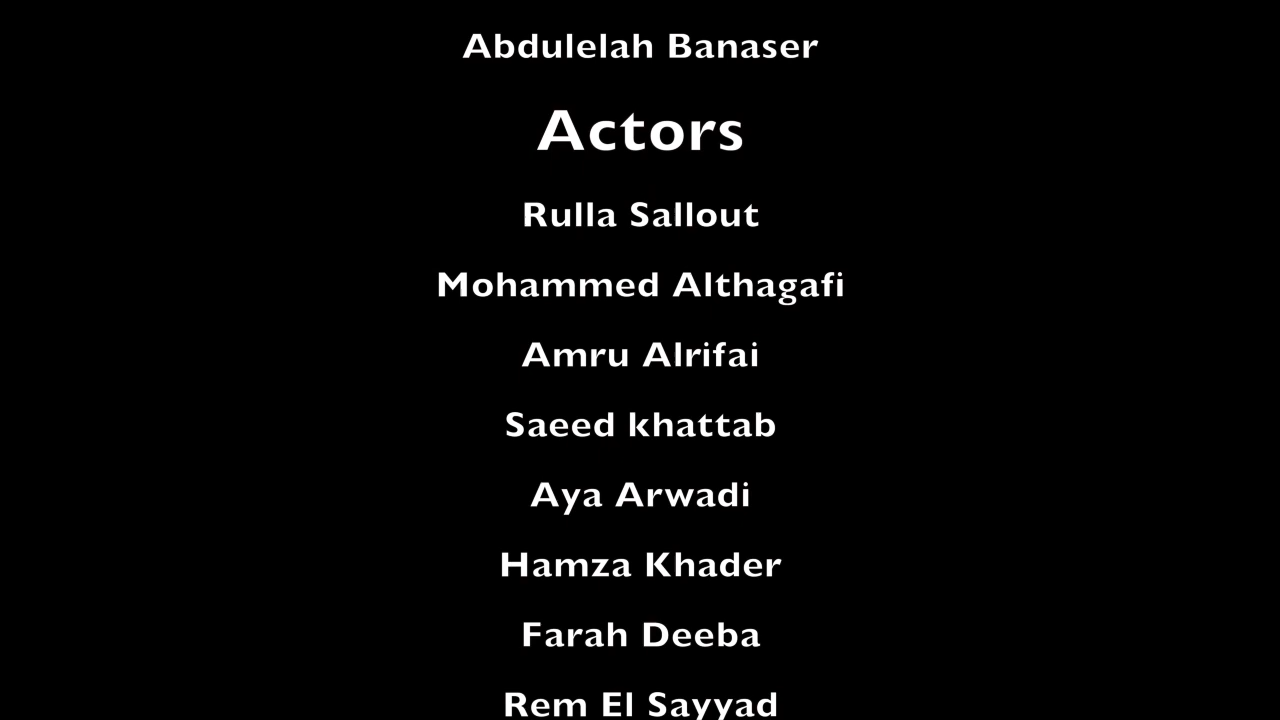 Abdulelah Banaser
Actors
Rulla Sallout
Mohammed Althagafi
Amru Alrifai
Saeed khattab
Aya Arwadi
Hamza Khader
Farah Deeba
Rem El Sayyad